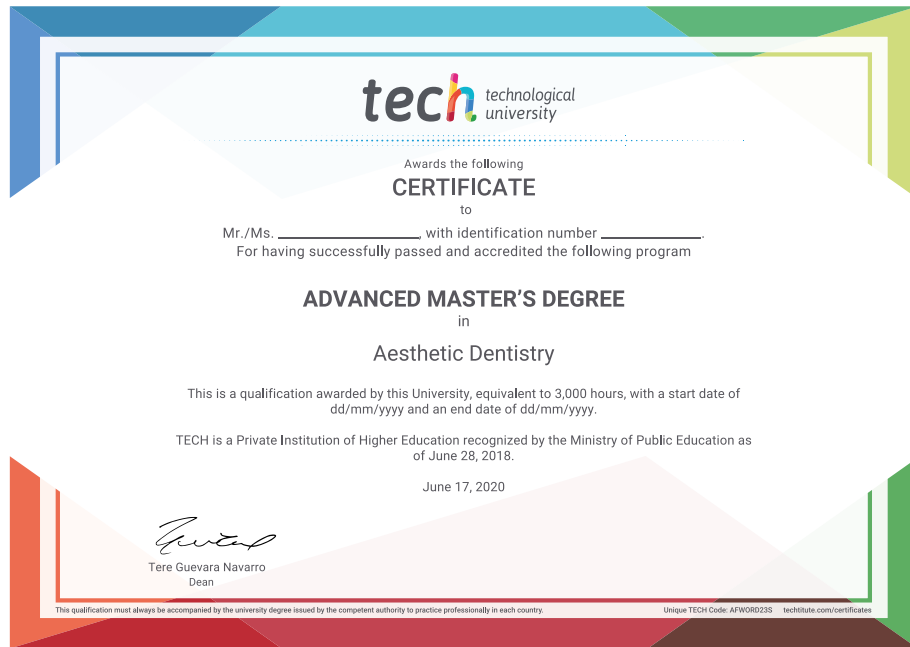 tech technological
university
Awards the following
CERTIFICATE
to
Mr./Ms. ____________________, with identification number ______________.
For having successfully passed and accredited the following program
ADVANCED MASTER'S DEGREE
in
Aesthetic Dentistry
This is a qualification awarded by this University, equivalent to 3,000 hours, with a start date of
dd/mm/yyyy and an end date of dd/mm/yyyy.
TECH is a Private Institution of Higher Education recognized by the Ministry of Public Education as
of June 28, 2018.
June 17, 2020
Tere Guevara Navarro
Dean
This qualification must always be accompanied by the university degree issued by the competent authority to practice professionally in each country. Unique TECH Code: AFWORD23S techtitute.com/certificates